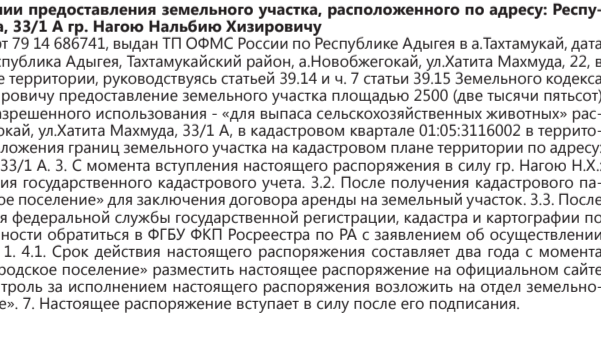 нии предоставления земельного участка, расположенного по адресу: Респу-
а, 33/1 А гр. Нагою Нальбию Хизировичу
рт 79 14 686741, выдан ТП ОФМС России по Республике Адыгея в а.Тахтамукай, дата
спублика Адыгея, Тахтамукайский район, а.Новобжегокай, ул.Хатита Махмуда, 22, в
е территории, руководствуясь статьей 39.14 и ч. 7 статьи 39.15 Земельного кодекса
ировичу предоставление земельного участка площадью 2500 (две тысячи пятьсот)
азрешенного использования - «для выпаса сельскохозяйственных животных» рас-
окай, ул.Хатита Махмуда, 33/1 А, в кадастровом квартале 01:05:3116002 в террито-
ложения границ земельного участка на кадастровом плане территории по адресу:
33/1 А. 3. С момента вступления настоящего распоряжения в силу гр. Нагою Н.Х.:
ия государственного кадастрового учета. 3.2. После получения кадастрового па-
ое поселение» для заключения договора аренды на земельный участок. 3.3. После
я федеральной службы государственной регистрации, кадастра и картографии по
ности обратиться в ФГБУ ФКП Росреестра по РА с заявлением об осуществлении
1. 4.1. Срок действия настоящего распоряжения составляет два года с момента
ородское поселение» разместить настоящее распоряжение на официальном сайте
троль за исполнением настоящего распоряжения возложить на отдел земельно-
е». 7. Настоящее распоряжение вступает в силу после его подписания.